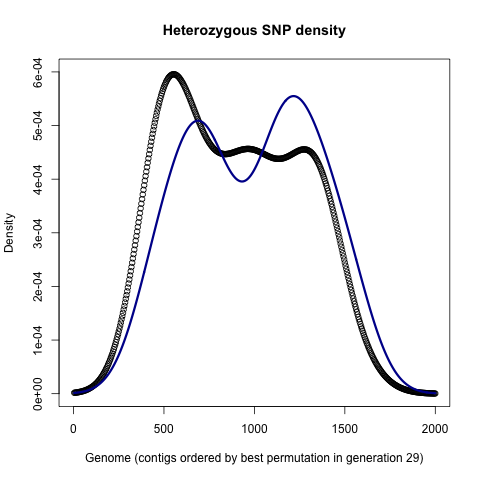 Heterozygous SNP density
Density
6e-04
5e-04
4e-04
3e-04
2e-04
1e-04
0e+00
0 500 1000 1500 2000
Genome (contigs ordered by best permutation in generation 29)